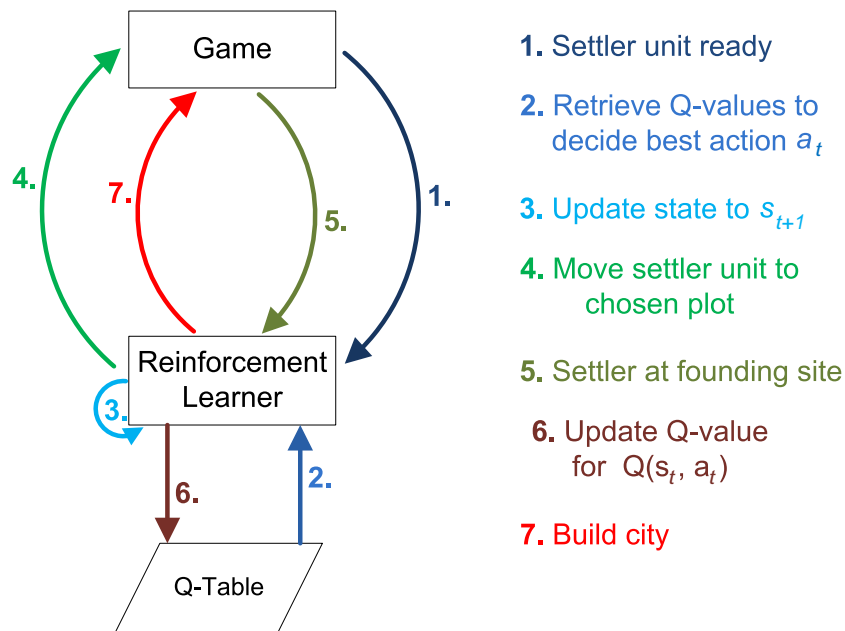 Game
1. Settler unit ready
2. Retrieve Q-values to
decide best action a_t
3. Update state to s_{t+1}
4. Move settler unit to
chosen plot
5. Settler at founding site
6. Update Q-value
for Q(s_t, a_t)
7. Build city
4.
7.
5.
1.
Reinforcement
Learner
3.
6.
2.
Q-Table